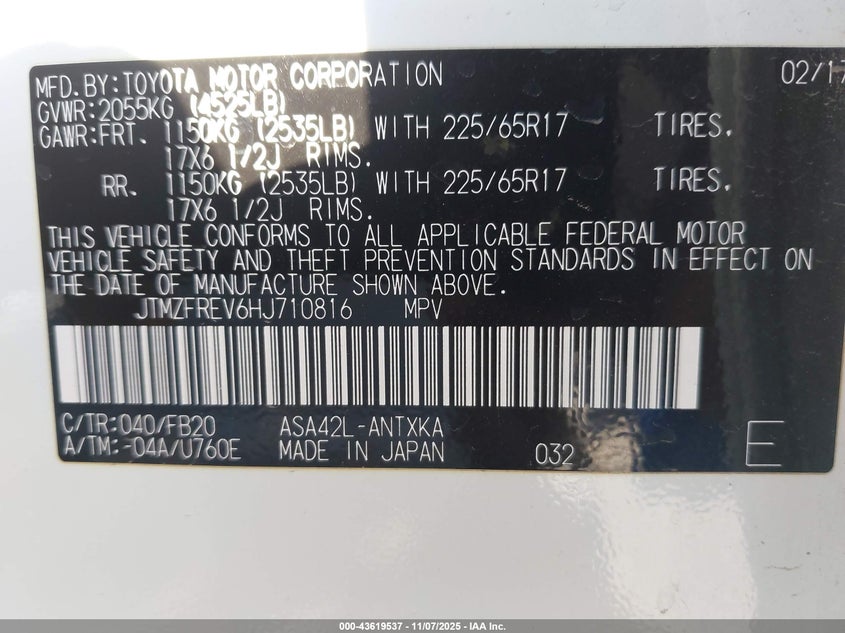 MFD. BY: TOYOTA MOTOR CORPORATION 02/17
GVWR: 2055KG (4525LB)
GAWR: FRT. 1150KG (2535LB) WITH 225/65R17 TIRES.
17X6 1/2J RIMS.
RR. 1150KG (2535LB) WITH 225/65R17 TIRES.
17X6 1/2J RIMS.
THIS VEHICLE CONFORMS TO ALL APPLICABLE FEDERAL MOTOR
VEHICLE SAFETY AND THEFT PREVENTION STANDARDS IN EFFECT ON
THE DATE OF MANUFACTURE SHOWN ABOVE.
JTMZFREV6HJ710816 MPV
C/TR: 040/FB20 ASA42L-ANTXKA
A/TM: -04A/U760E MADE IN JAPAN 032 E
000-43619537 - 11/07/2025 - IAA Inc.